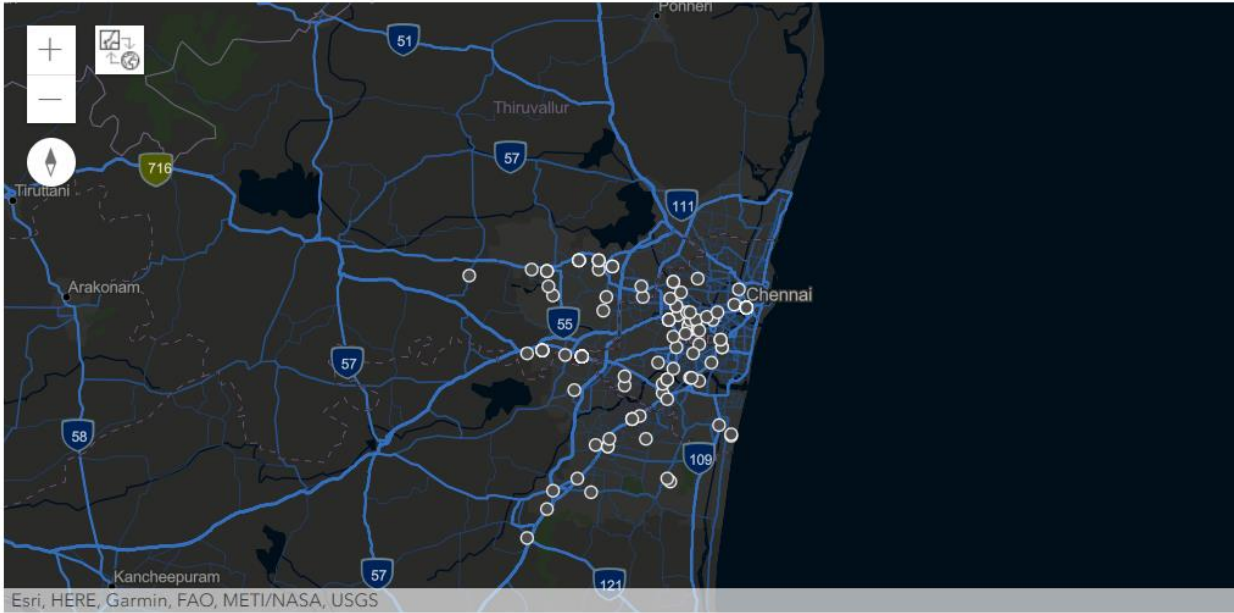 Ponneri
51
Thiruvallur
57
716
Tiruttani
111
Arakonam
Chennai
55
57
58
109
Kancheepuram
57
121
Esri, HERE, Garmin, FAO, METI/NASA, USGS